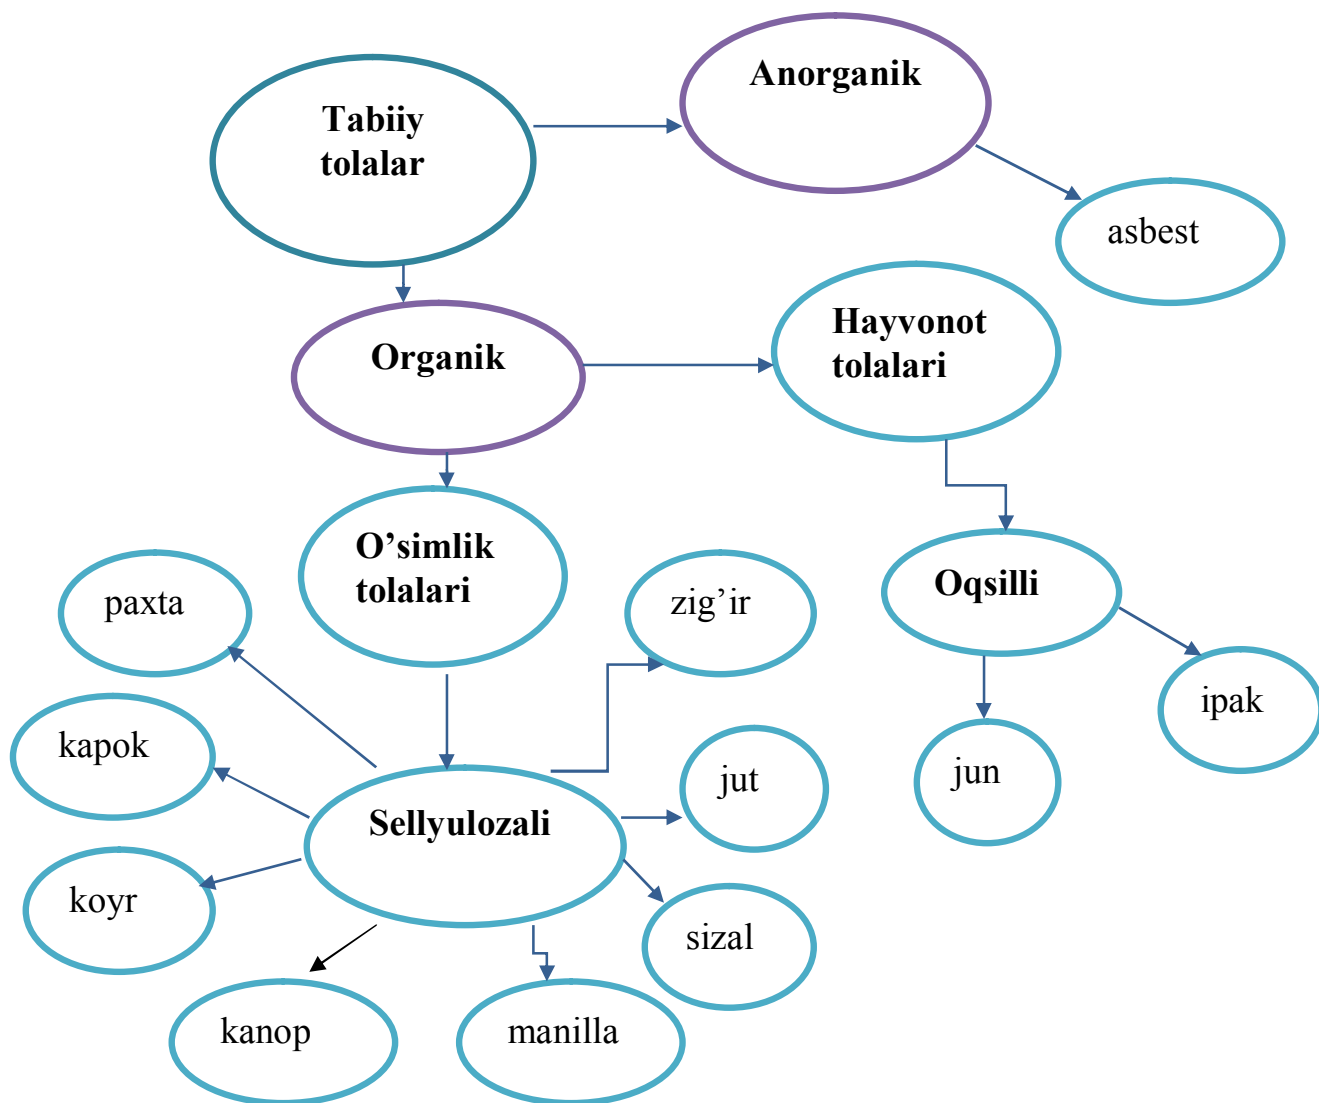 Anorganik
Tabiiy
tolalar
asbest
Hayvonot
tolalari
Organik
O’simlik
tolalari
Oqsilli
zig’ir
paxta
ipak
kapok
jut
jun
Sellyulozali
koyr
sizal
kanop
manilla